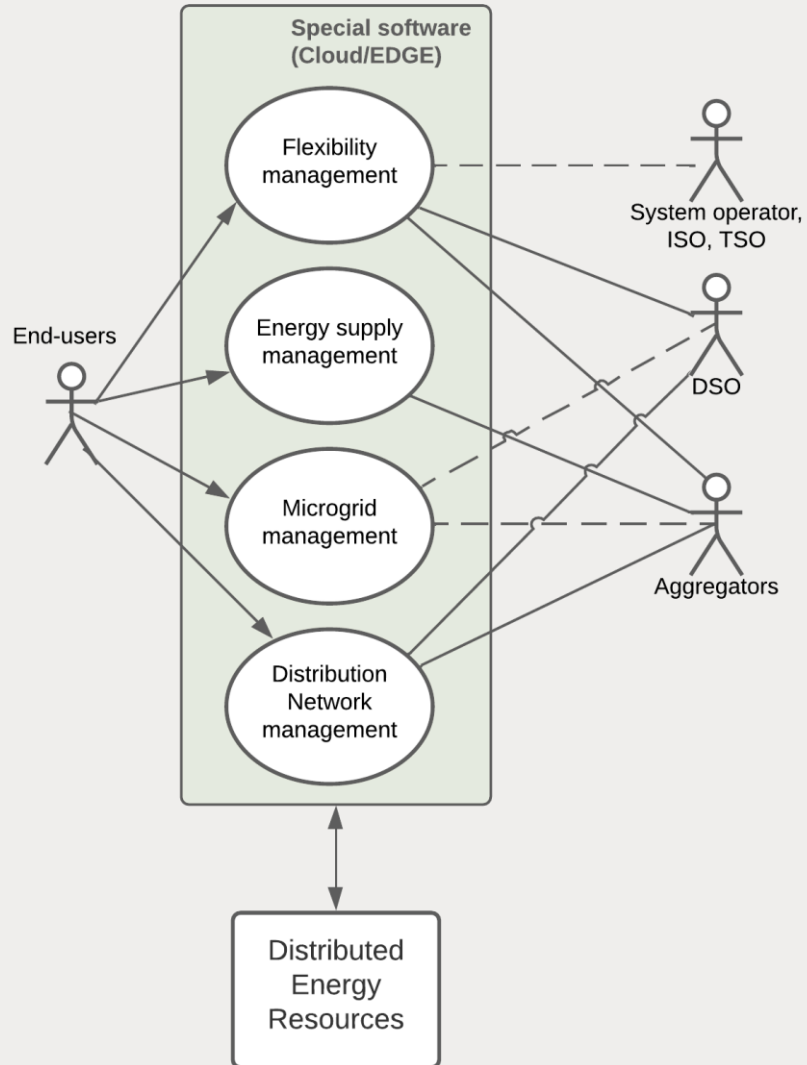 Special software
(Cloud/EDGE)
Flexibility
management
System operator,
ISO, TSO
End-users
Energy supply
management
DSO
Microgrid
management
Aggregators
Distribution
Network
management
Distributed
Energy
Resources